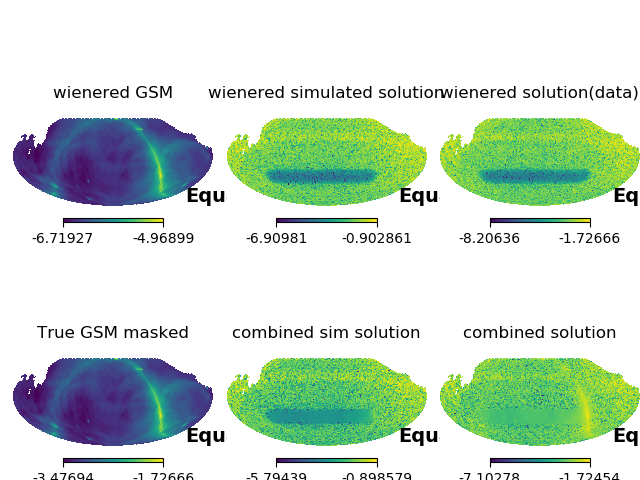 wienered GSM wienered simulated solution wienered solution(data)
Equ Equ Eq
-6.71927 -4.96899 -6.90981 -0.902861 -8.20636 -1.72666
True GSM masked combined sim solution combined solution
Equ Equ Eq
-3.47694 -1.72666 -5.79439 -0.898579 -7.10278 -1.72454